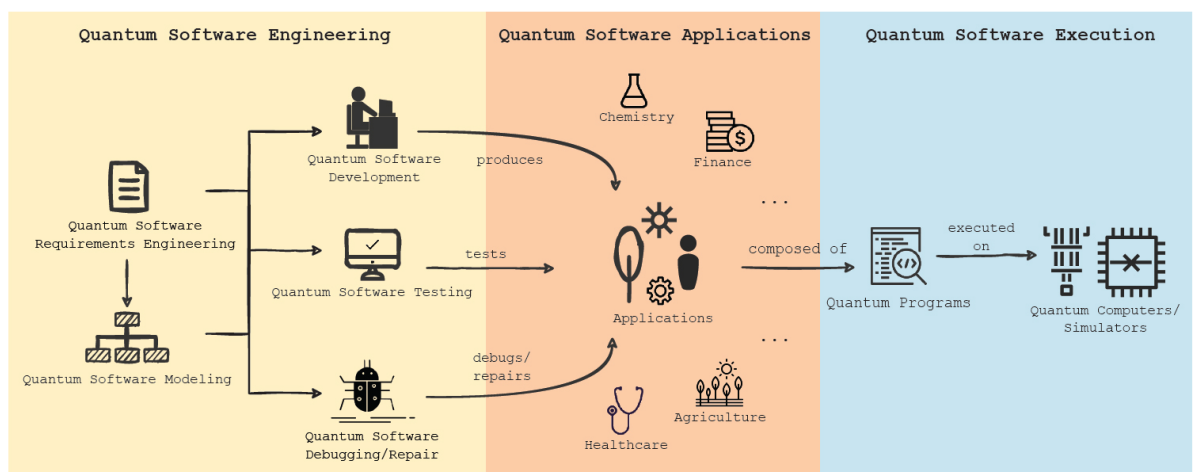 Quantum Software Engineering
Quantum Software Applications
Quantum Software Execution
Quantum Software
Requirements Engineering
Quantum Software Modeling
Quantum Software
Development
Quantum Software Testing
Quantum Software
Debugging/Repair
produces
tests
debugs/
repairs
Chemistry
$
Finance
...
Applications
...
Agriculture
Healthcare
composed of
</>
Quantum Programs
executed
on
Quantum Computers/
Simulators